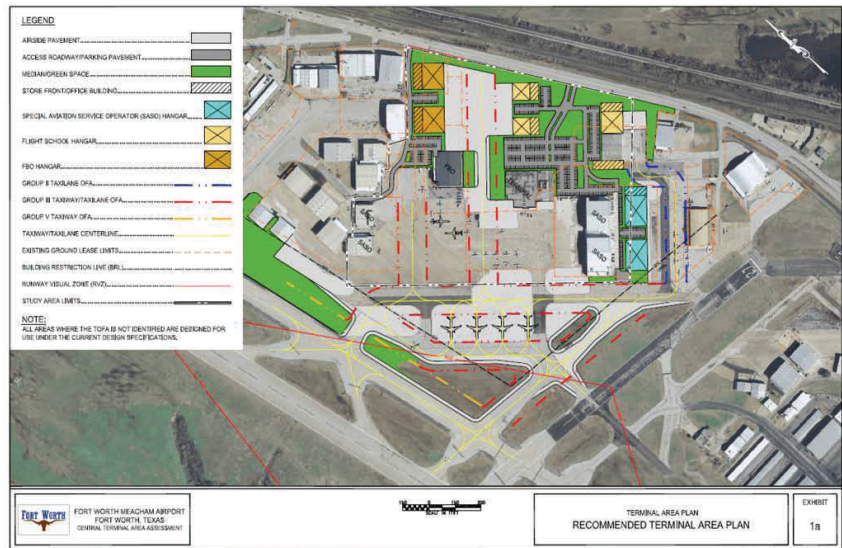 LEGEND
AIRSIDE PAVEMENT
ACCESS ROADWAY/PARKING PAVEMENT
MEDIAN/GREEN SPACE
STORE FRONT/OFFICE BUILDING
SPECIAL AVIATION SERVICE OPERATOR (SASO) HANGAR
FLIGHT SCHOOL HANGAR
FBO HANGAR
GROUP II TAXILANE OFA
GROUP III TAXIWAY/TAXILANE OFA
GROUP V TAXIWAY OFA
TAXIWAY/TAXILANE CENTERLINE
EXISTING GROUND LEASE LIMITS
BUILDING RESTRICTION LINE (BRL)
RUNWAY VISUAL ZONE (RVZ)
STUDY AREA LIMITS
NOTE:
ALL AREAS WHERE THE TOFA IS NOT IDENTIFIED ARE DESIGNED FOR
USE UNDER THE CURRENT DESIGN SPECIFICATIONS.
FBO
SASO
SASO
SASO
SASO
FORT WORTH
FORT WORTH MEACHAM AIRPORT
FORT WORTH, TEXAS
CENTRAL TERMINAL AREA ASSESSMENT
SCALE IN FEET
TERMINAL AREA PLAN
RECOMMENDED TERMINAL AREA PLAN
EXHIBIT
1a